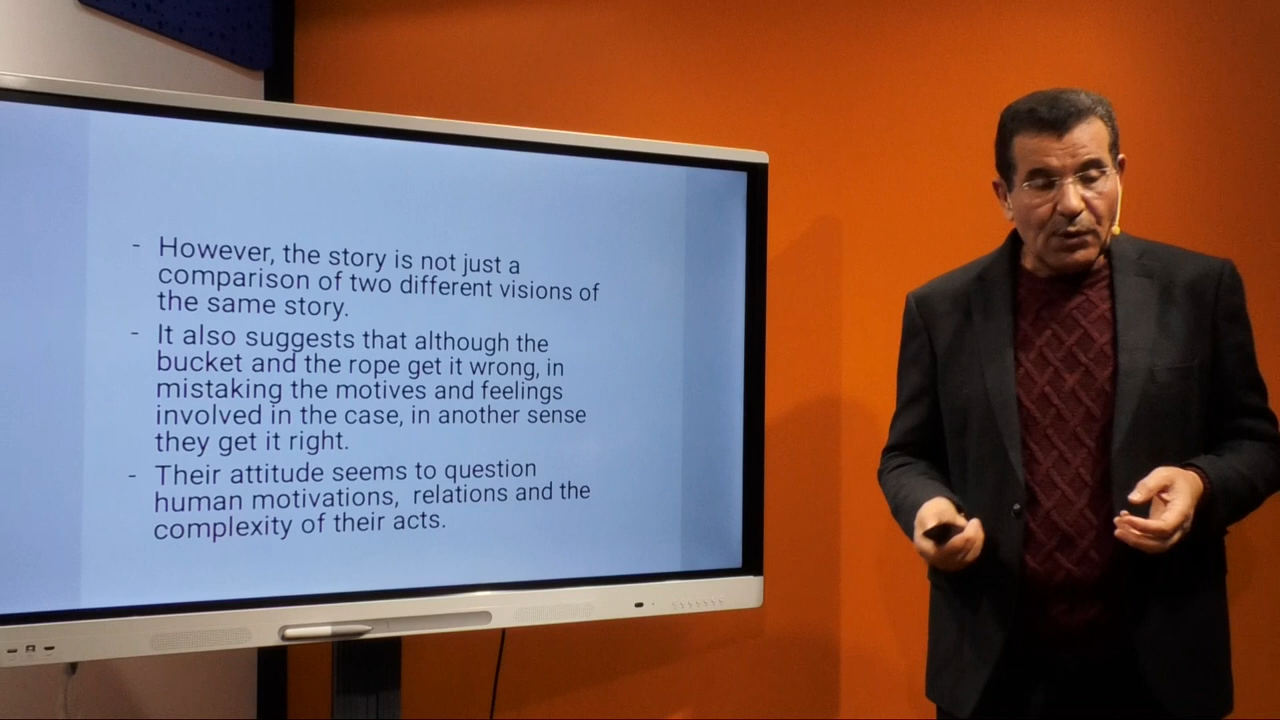 - However, the story is not just a
comparison of two different visions of
the same story.
- It also suggests that although the
bucket and the rope get it wrong, in
mistaking the motives and feelings
involved in the case, in another sense
they get it right.
- Their attitude seems to question
human motivations,  relations and the
complexity of their acts.